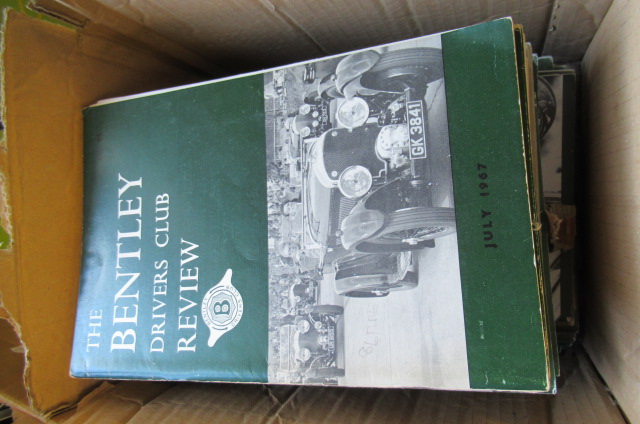 THE
BENTLEY
DRIVERS CLUB
REVIEW
B
GK 3841
JULY 1967